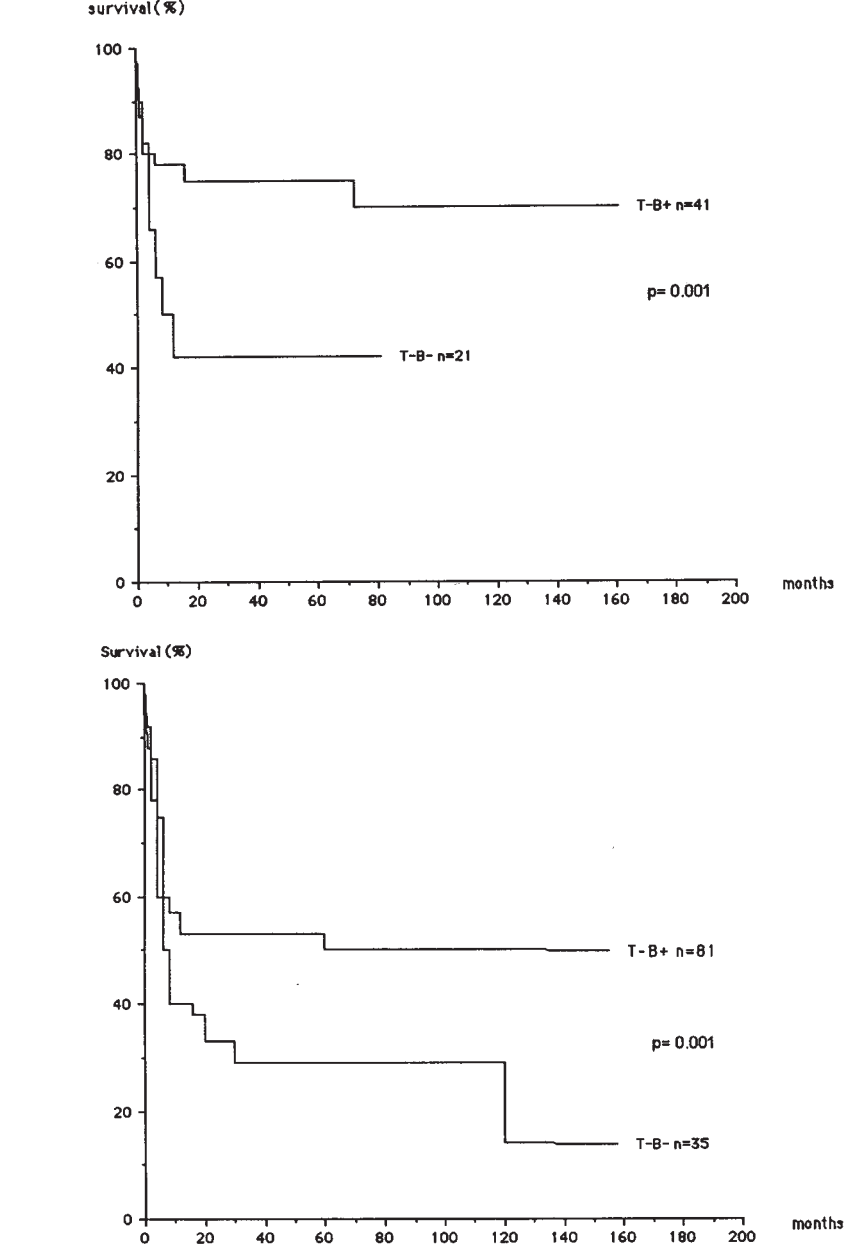 survival(%)
100
80
T-B+ n=41
60
p= 0.001
T-B- n=21
40
20
0
0 20 40 60 80 100 120 140 160 180 200
months
Survival(%)
100
80
60
T-B+ n=81
40
p= 0.001
20
T-B- n=35
0
0 20 40 60 80 100 120 140 160 180 200
months